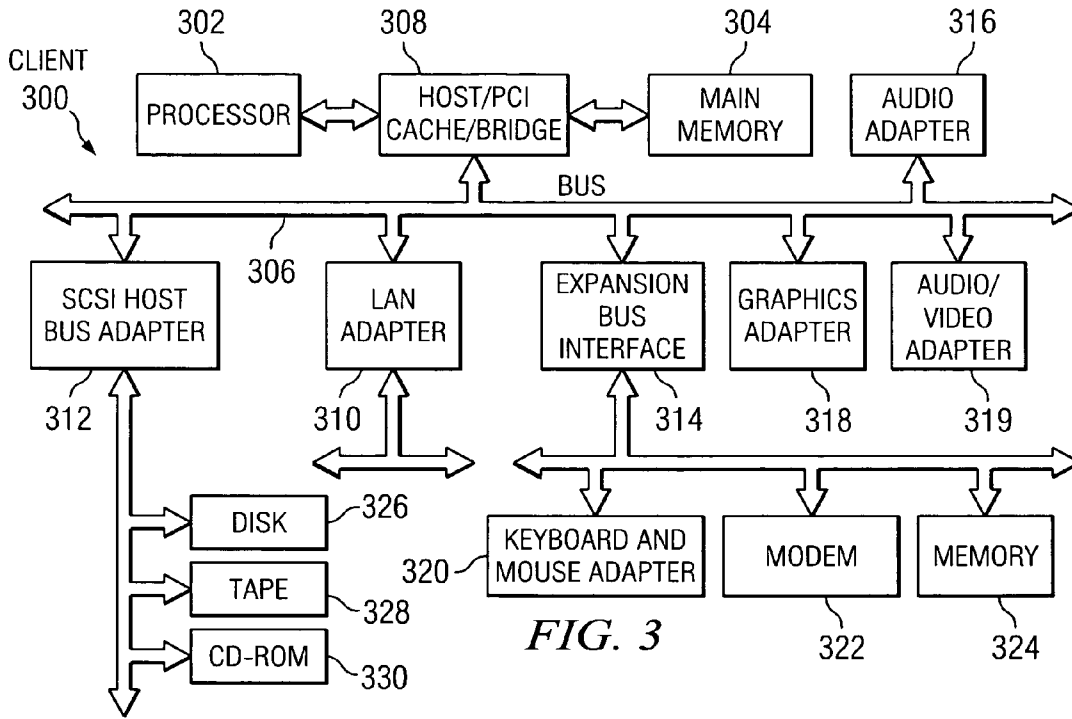 302
308
304
316
CLIENT
300
PROCESSOR
HOST/PCI
CACHE/BRIDGE
MAIN
MEMORY
AUDIO
ADAPTER
BUS
306
SCSI HOST
BUS ADAPTER
LAN
ADAPTER
EXPANSION
BUS
INTERFACE
GRAPHICS
ADAPTER
AUDIO/
VIDEO
ADAPTER
312
310
314
318
319
DISK
326
TAPE
328
CD-ROM
330
320
KEYBOARD AND
MOUSE ADAPTER
MODEM
MEMORY
322
324
FIG. 3